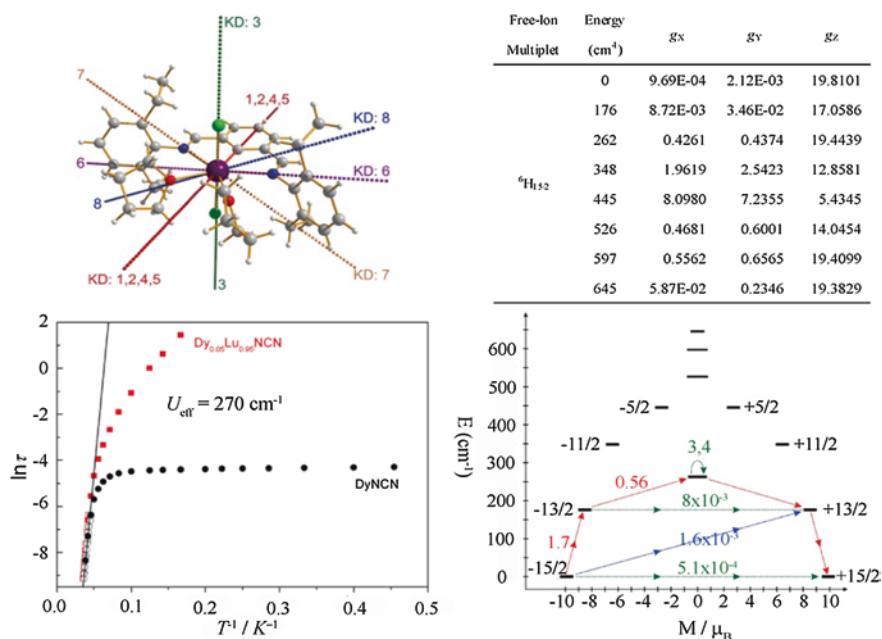 KD: 3
7
1,2,4,5
KD: 8
6
KD: 6
8
KD: 7
KD: 1,2,4,5
3
Free-Ion Multiplet Energy (cm⁴) gX gY gZ
0 9.69E-04 2.12E-03 19.8101
176 8.72E-03 3.46E-02 17.0586
262 0.4261 0.4374 19.4439
348 1.9619 2.5423 12.8581
⁶H15·2
445 8.0980 7.2355 5.4345
526 0.4681 0.6001 14.0454
597 0.5562 0.6565 19.4099
645 5.87E-02 0.2346 19.3829
2
0
-2
-4
-6
-8
ln τ
Dy0.05Lu0.95NCN
Ueff = 270 cm⁻¹
DyNCN
0.0 0.1 0.2 0.3 0.4 0.5
T⁻¹ / K⁻¹
600
500
400
300
200
100
0
E (cm⁻¹)
-5/2 +5/2
-11/2 +11/2
3,4
0.56
-13/2 8x10⁻³ +13/2
1.7
1.6x10⁻³
-15/2 5.1x10⁻⁴ +15/2
-10 -8 -6 -4 -2 0 2 4 6 8 10
M / μB